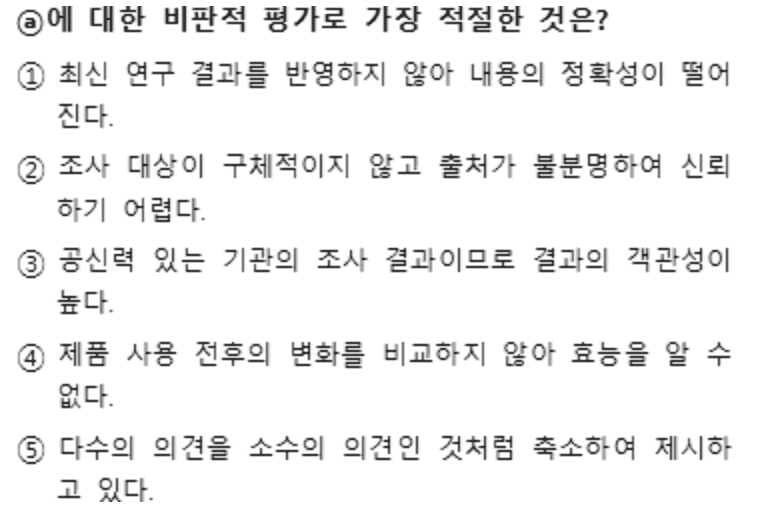 ⓐ에 대한 비판적 평가로 가장 적절한 것은?
① 최신 연구 결과를 반영하지 않아 내용의 정확성이 떨어
진다.
② 조사 대상이 구체적이지 않고 출처가 불분명하여 신뢰
하기 어렵다.
③ 공신력 있는 기관의 조사 결과이므로 결과의 객관성이
높다.
④ 제품 사용 전후의 변화를 비교하지 않아 효능을 알 수
없다.
⑤ 다수의 의견을 소수의 의견인 것처럼 축소하여 제시하
고 있다.